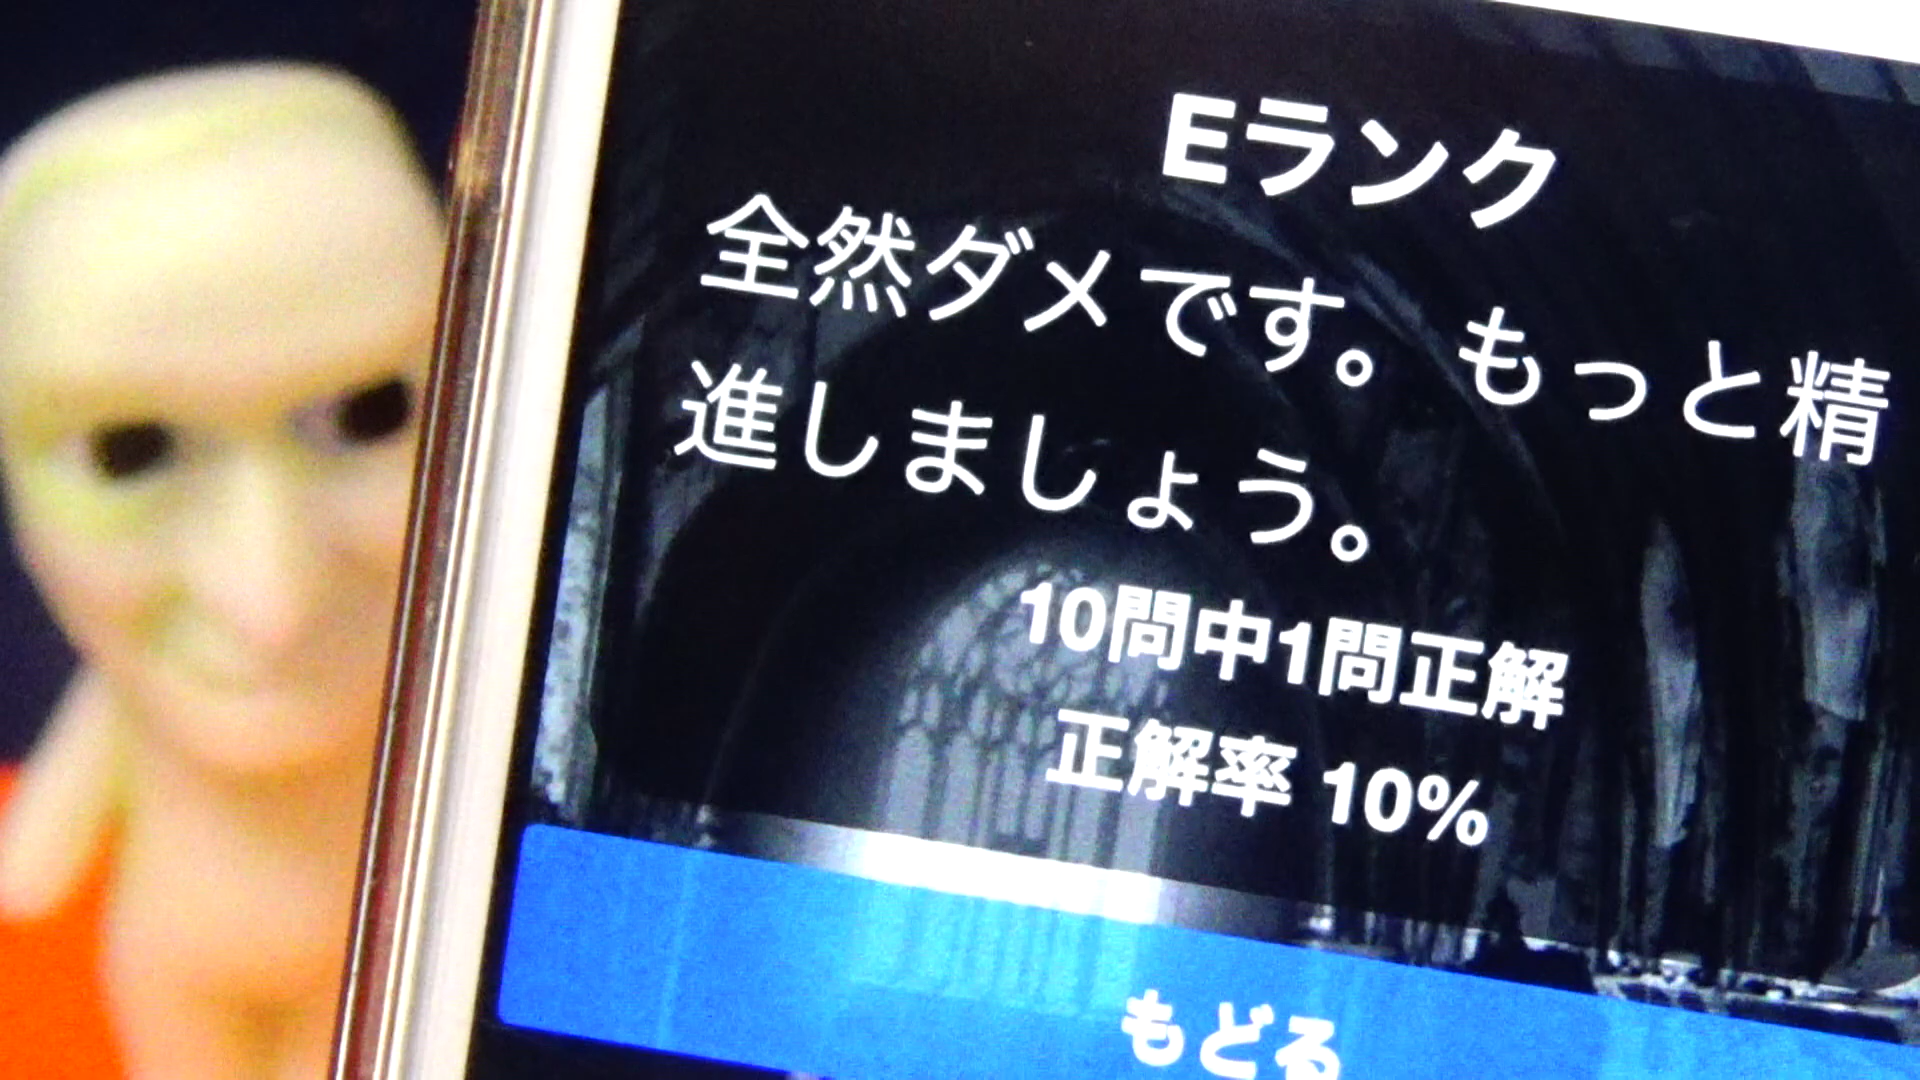 Eランク
全然ダメです。もっと精
進しましょう。
10問中1問正解
正解率 10%
もどる